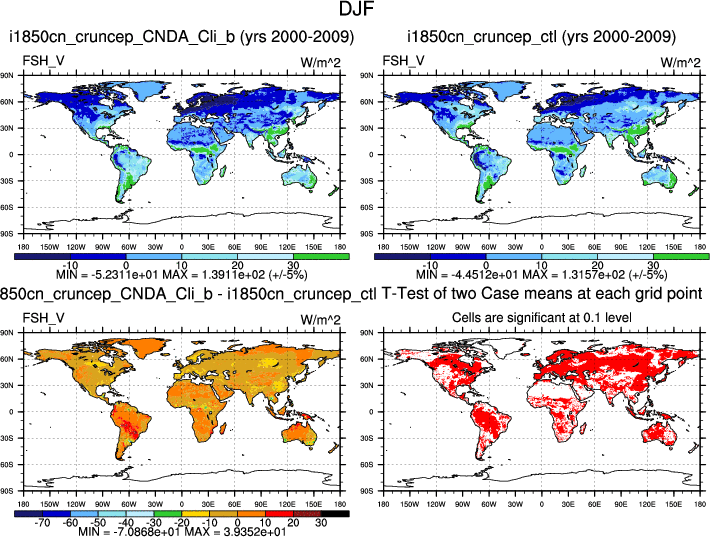 DJF
i1850cn_cruncep_CNDA_Cli_b (yrs 2000-2009)
i1850cn_cruncep_ctl (yrs 2000-2009)
FSH_V W/m^2
FSH_V W/m^2
90N
60N
30N
0
30S
60S
90S
180 150W 120W 90W 60W 30W 0 30E 60E 90E 120E 150E 180
90N
60N
30N
0
30S
60S
90S
180 150W 120W 90W 60W 30W 0 30E 60E 90E 120E 150E 180
-10 0 10 20 30
MIN = -5.2311e+01 MAX = 1.3911e+02 (+/-5%)
-10 0 10 20 30
MIN = -4.4512e+01 MAX = 1.3157e+02 (+/-5%)
850cn_cruncep_CNDA_Cli_b - i1850cn_cruncep_ctl
T-Test of two Case means at each grid point
FSH_V W/m^2
Cells are significant at 0.1 level
90N
60N
30N
0
30S
60S
90S
180 150W 120W 90W 60W 30W 0 30E 60E 90E 120E 150E 180
90N
60N
30N
0
30S
60S
90S
180 150W 120W 90W 60W 30W 0 30E 60E 90E 120E 150E 180
-70 -60 -50 -40 -30 -20 -10 0 10 20 30
MIN = -7.0868e+01 MAX = 3.9352e+01